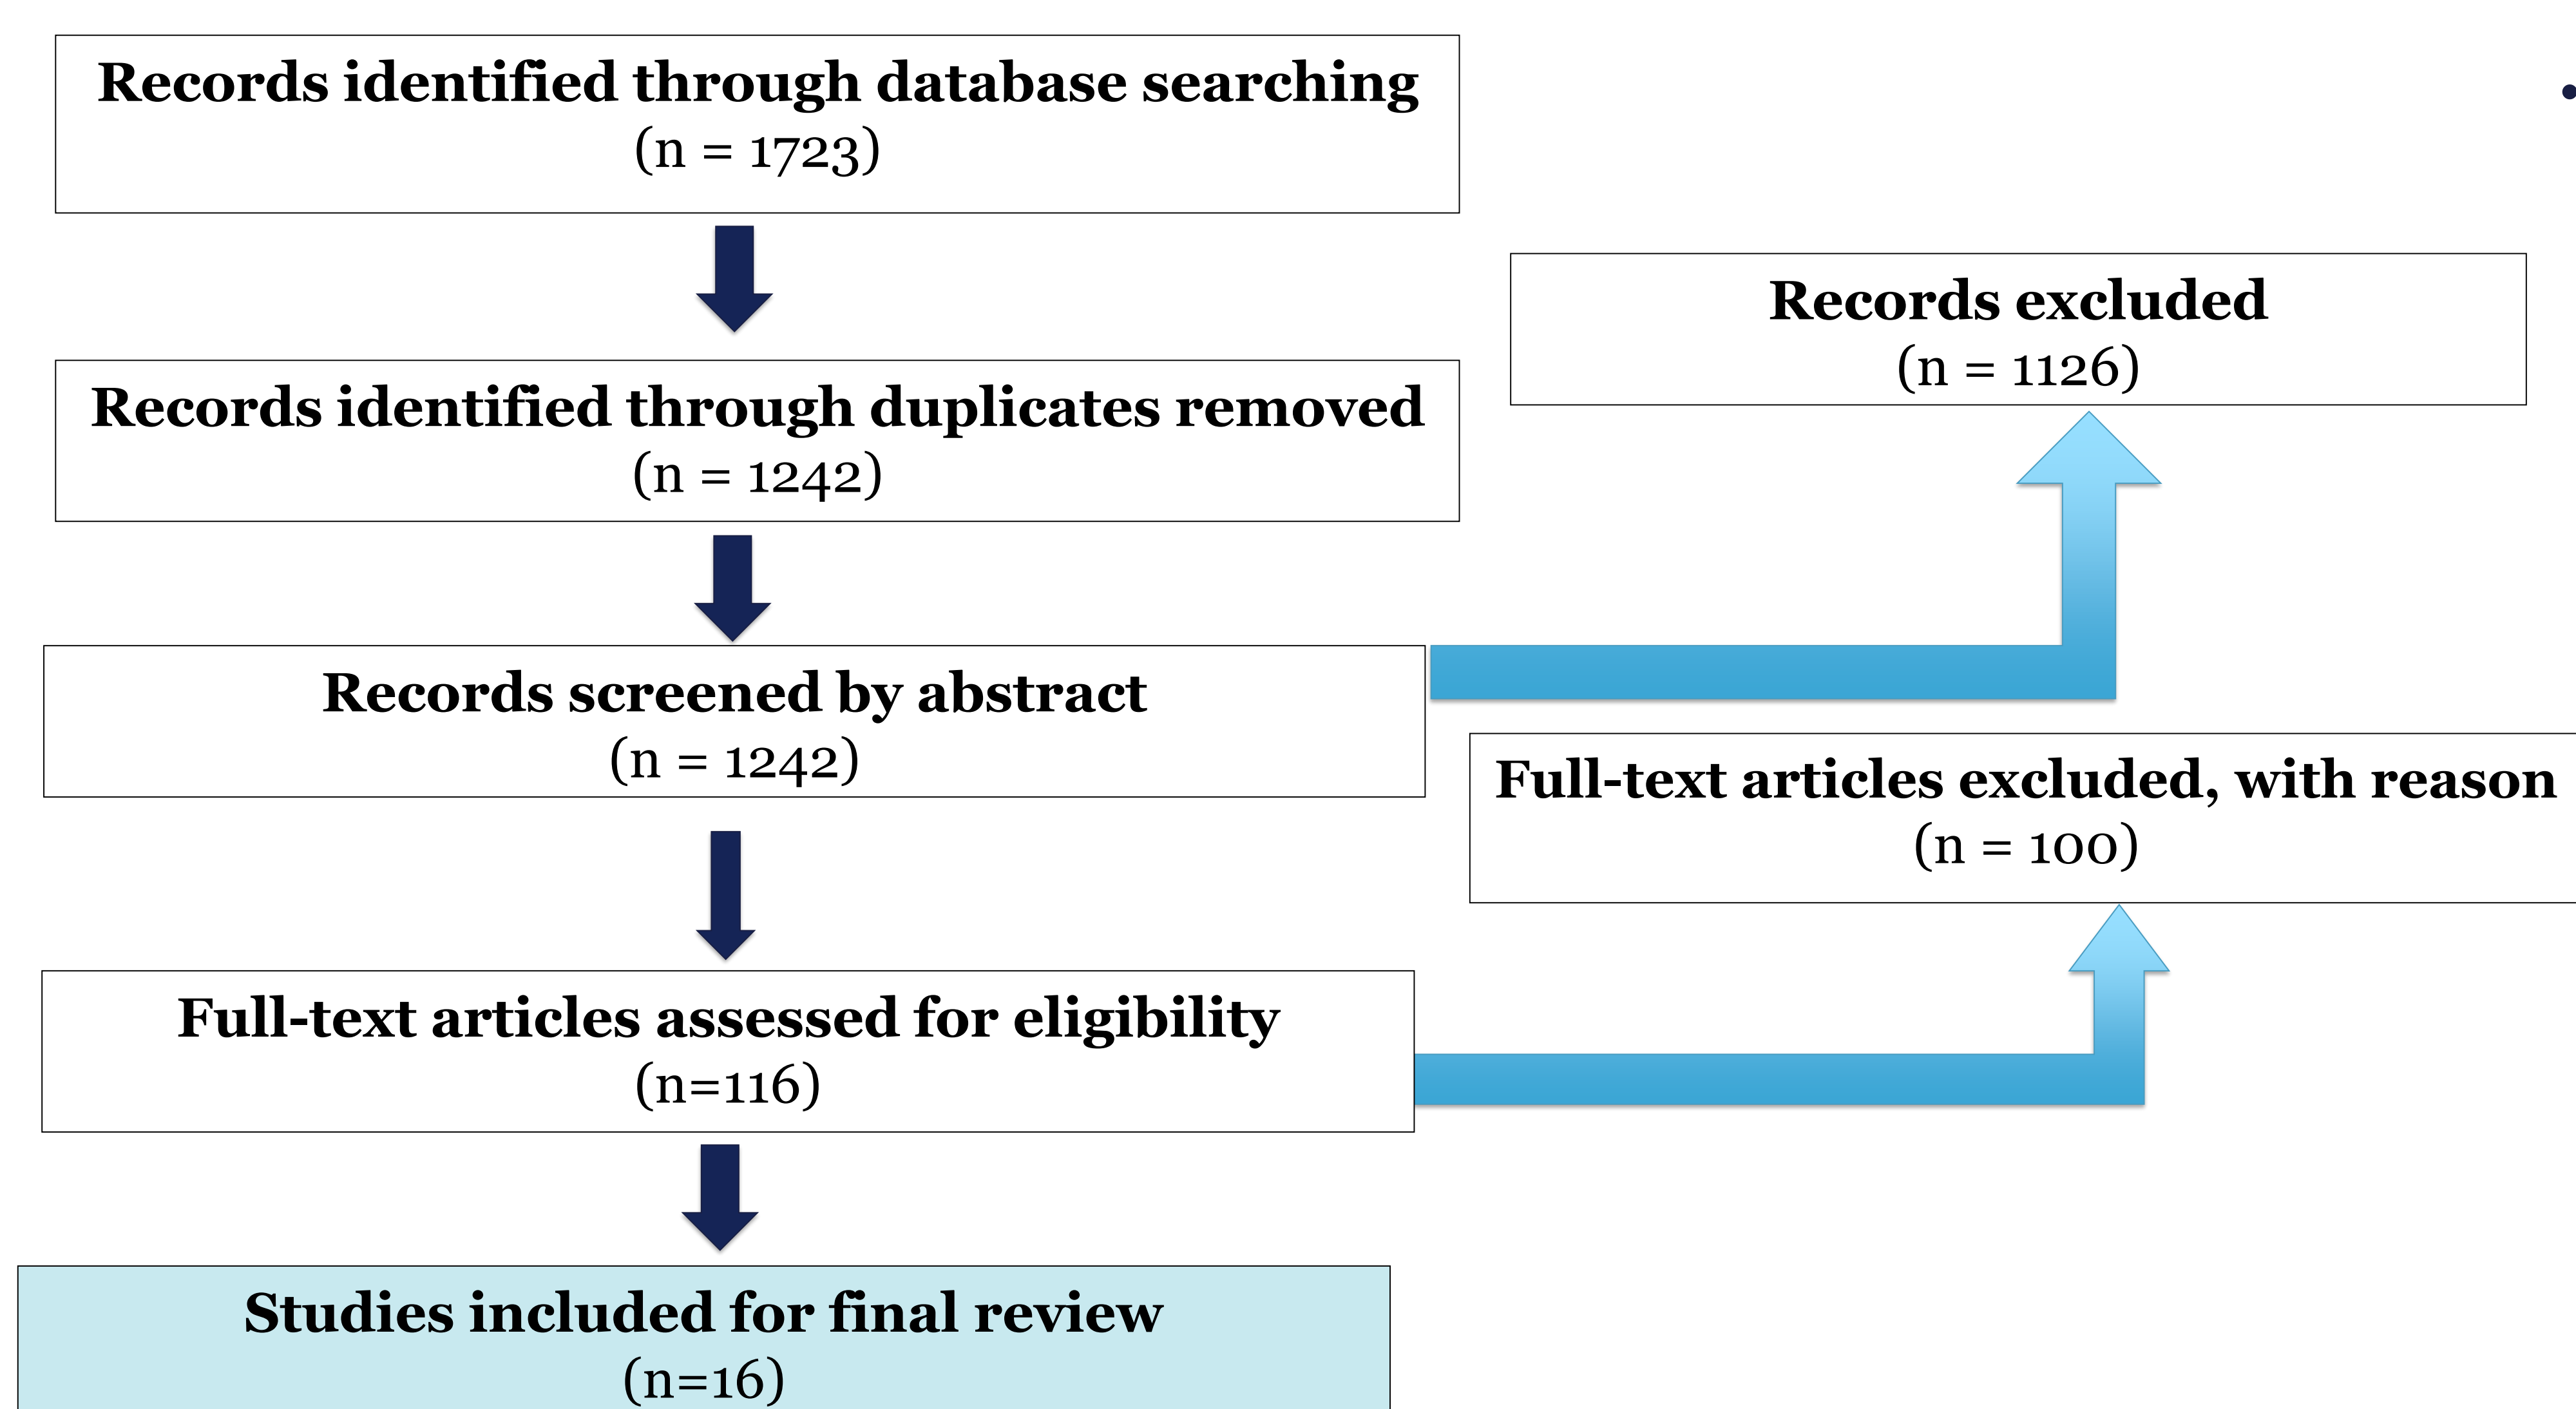 Records identified through database searching
(n = 1723)
Records excluded
(n = 1126)
Records identified through duplicates removed
(n = 1242)
Records screened by abstract
(n = 1242)
Full-text articles excluded, with reason
(n = 100)
Full-text articles assessed for eligibility
(n=116)
Studies included for final review
(n=16)